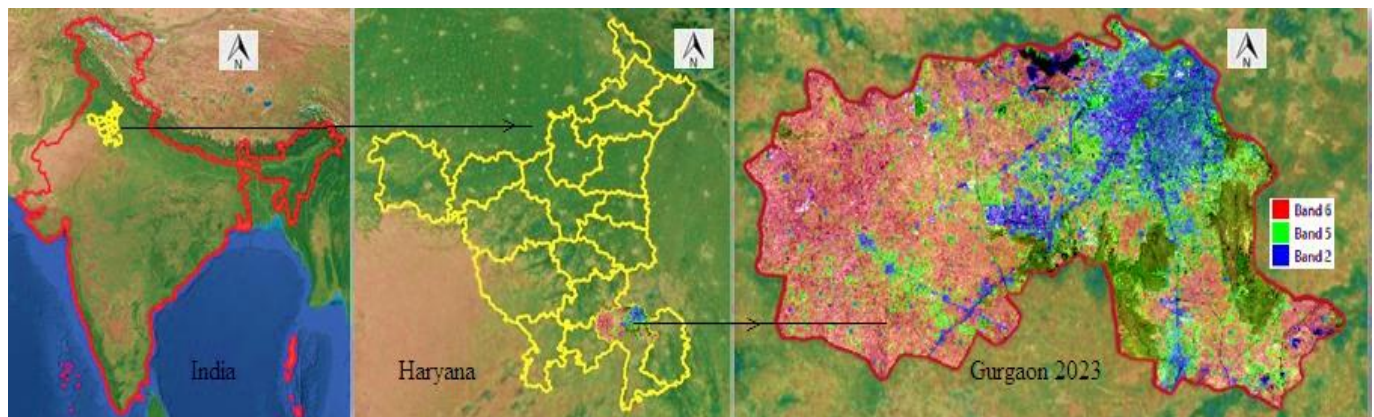 N
N
N
Band 6
Band 5
Band 2
India
Haryana
Gurgaon 2023